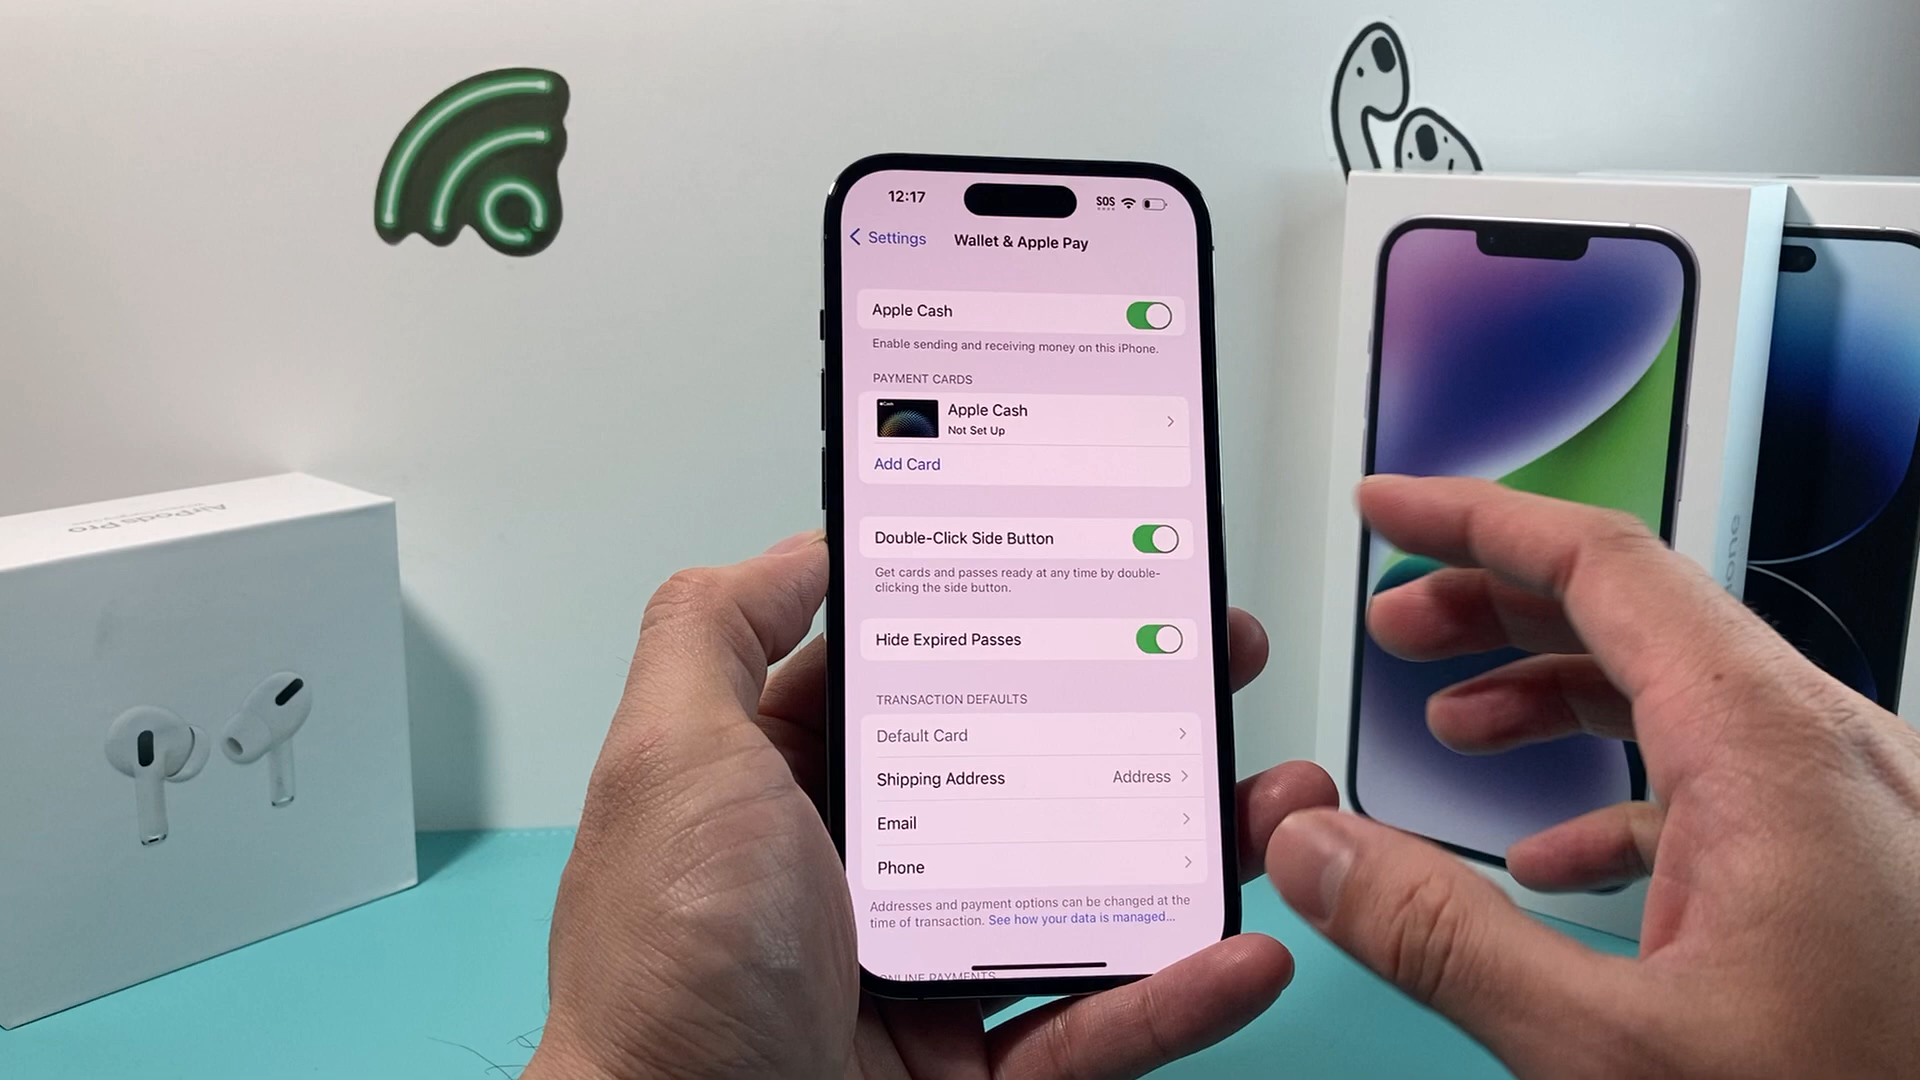 12:17
SOS
Settings
Wallet & Apple Pay
Apple Cash
Enable sending and receiving money on this iPhone.
PAYMENT CARDS
Apple Cash
Not Set Up
Add Card
Double-Click Side Button
Get cards and passes ready at any time by double-
clicking the side button.
Hide Expired Passes
TRANSACTION DEFAULTS
Default Card
Shipping Address
Address
Email
Phone
Addresses and payment options can be changed at the
time of transaction. See how your data is managed...
ONLINE PAYMENTS
AirPods Pro